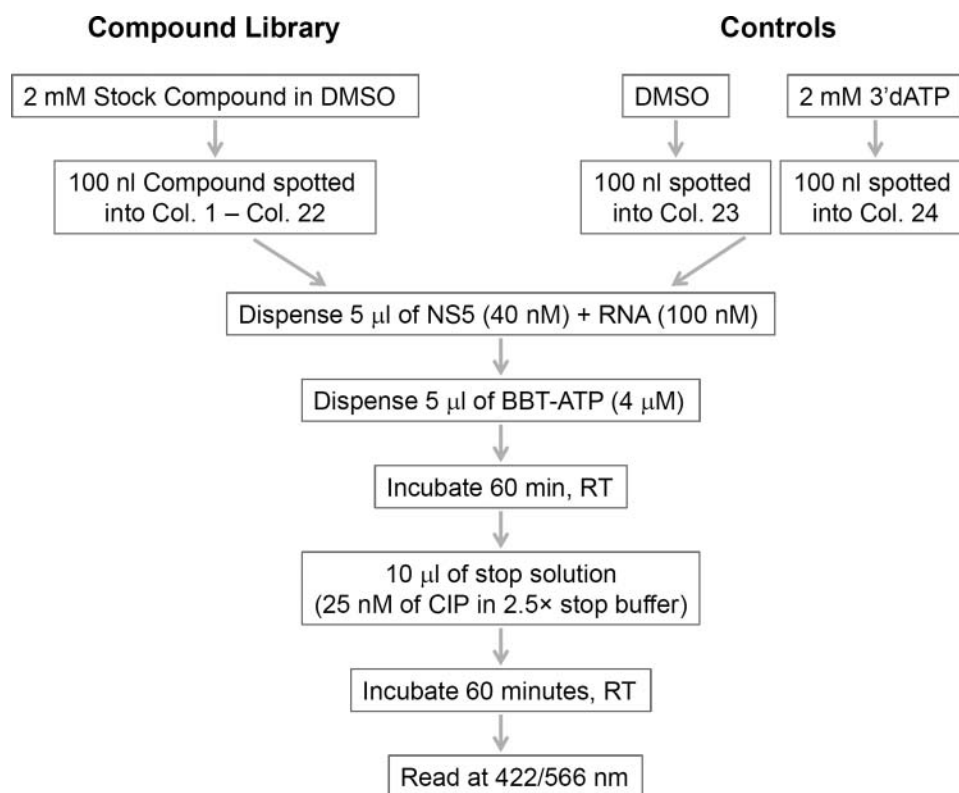 Compound Library
Controls
2 mM Stock Compound in DMSO
DMSO
2 mM 3’dATP
100 nl Compound spotted
into Col. 1 – Col. 22
100 nl spotted
into Col. 23
100 nl spotted
into Col. 24
Dispense 5 μl of NS5 (40 nM) + RNA (100 nM)
Dispense 5 μl of BBT-ATP (4 μM)
Incubate 60 min, RT
10 μl of stop solution
(25 nM of CIP in 2.5× stop buffer)
Incubate 60 minutes, RT
Read at 422/566 nm